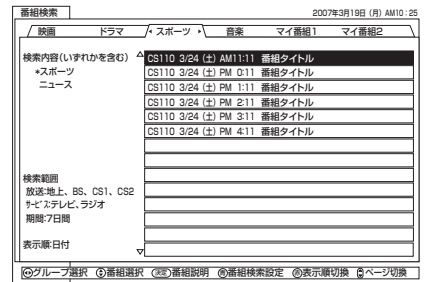 番組検索 2007年3月19日 (月) AM10:25
映画 ドラマ スポーツ 音楽 マイ番組1 マイ番組2
検索内容(いずれかを含む)
*スポーツ
ニュース
CS110 3/24 (土) AM11:11 番組タイトル
CS110 3/24 (土) PM 0:11 番組タイトル
CS110 3/24 (土) PM 1:11 番組タイトル
CS110 3/24 (土) PM 2:11 番組タイトル
CS110 3/24 (土) PM 3:11 番組タイトル
CS110 3/24 (土) PM 4:11 番組タイトル
検索範囲
放送:地上、BS、CS1、CS2
サービス:テレビ、ラジオ
期間:7日間
表示順:日付
グループ選択 番組選択 決定 番組説明 番組検索設定 表示順切換 ページ切換